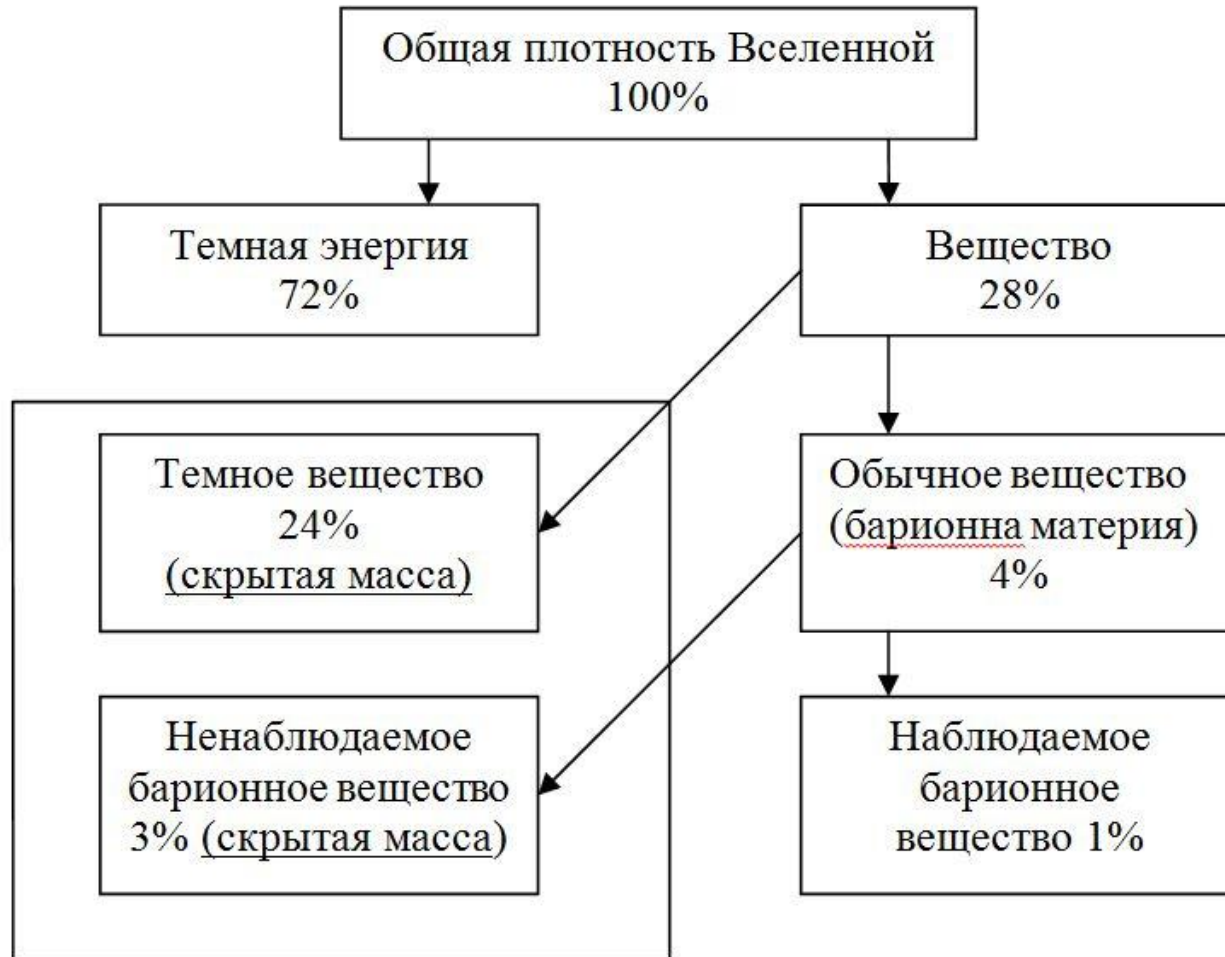 Общая плотность Вселенной
100%
Темная энергия
72%
Вещество
28%
Темное вещество
24%
(скрытая масса)
Обычное вещество
(барионна материя)
4%
Ненаблюдаемое
барионное вещество
3% (скрытая масса)
Наблюдаемое
барионное
вещество 1%